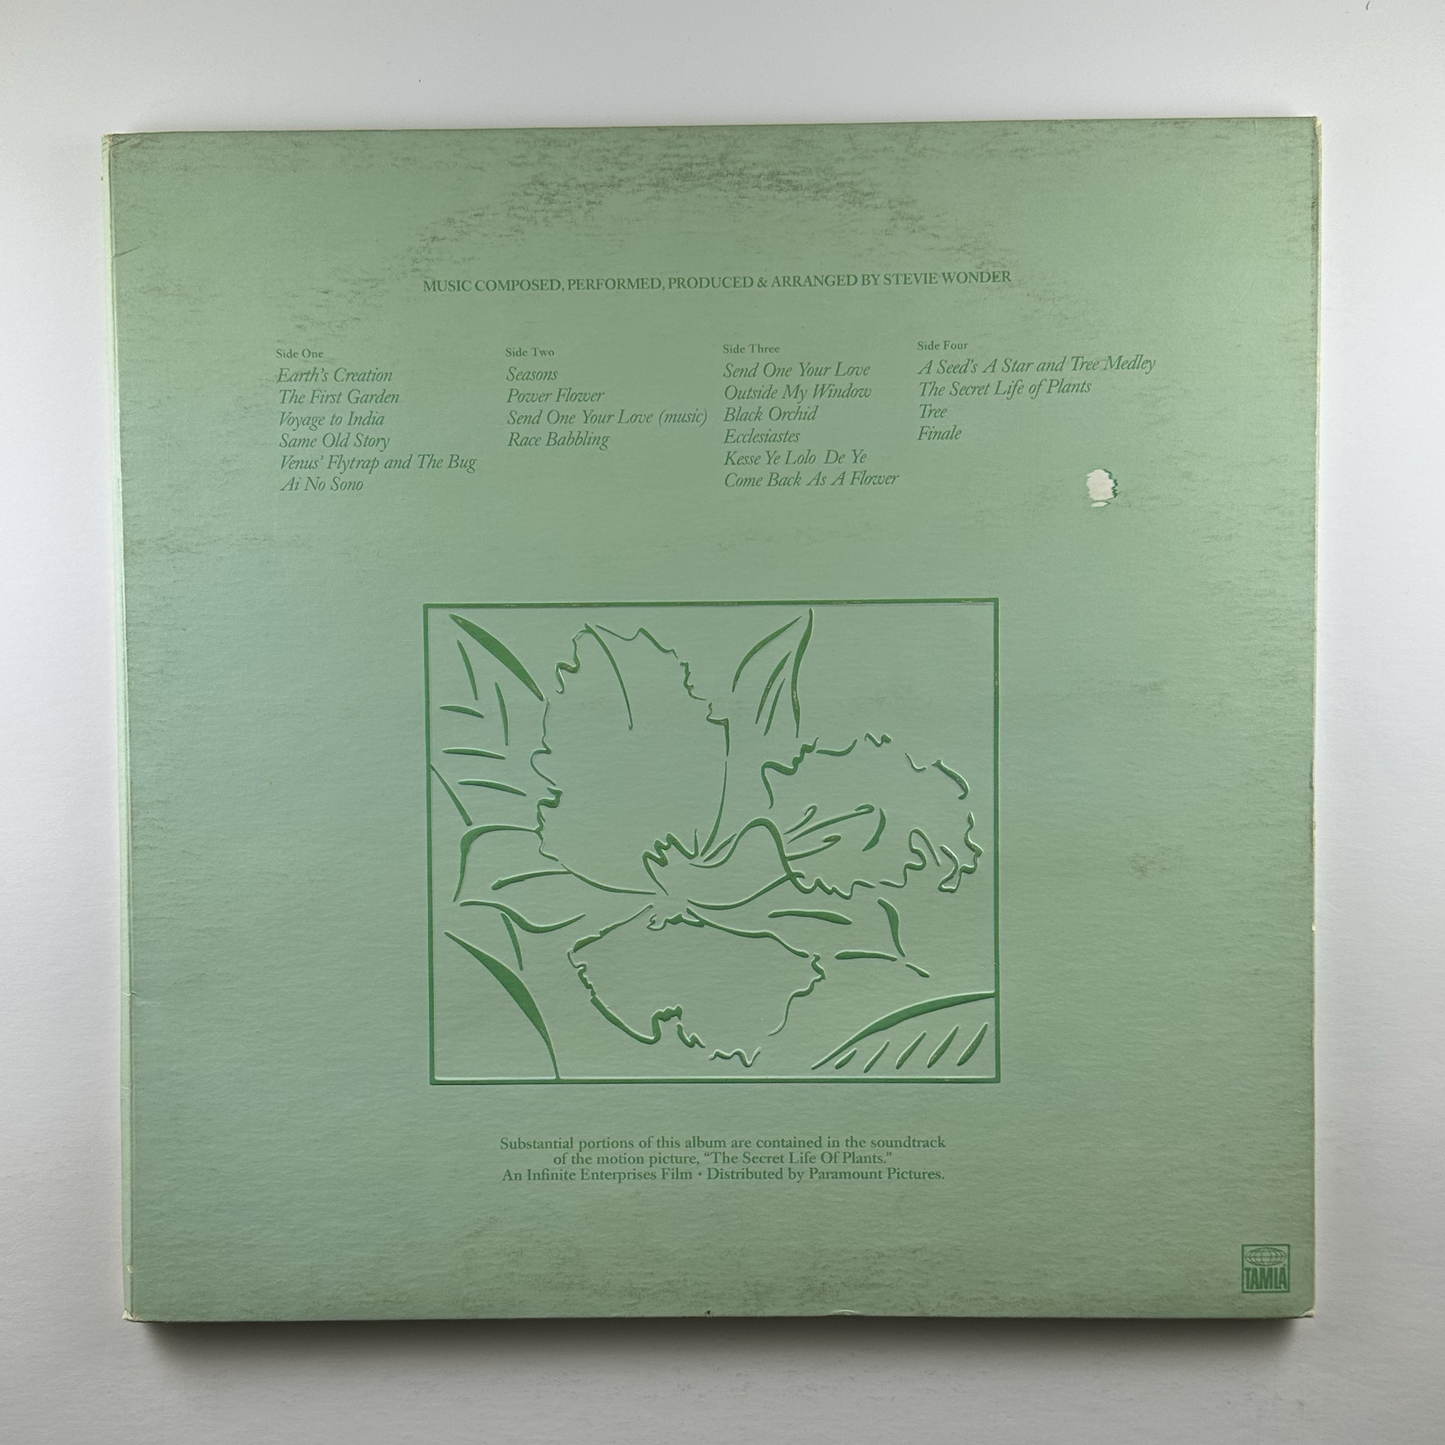 MUSIC COMPOSED, PERFORMED, PRODUCED & ARRANGED BY STEVIE WONDER
Side One
Earth's Creation
The First Garden
Voyage to India
Same Old Story
Venus' Flytrap and The Bug
Ai No Sono
Side Two
Seasons
Power Flower
Send One Your Love (music)
Race Babbling
Side Three
Send One Your Love
Outside My Window
Black Orchid
Ecclesiastes
Kesse Ye Lolo De Ye
Come Back As A Flower
Side Four
A Seed's A Star and Tree Medley
The Secret Life of Plants
Tree
Finale
Substantial portions of this album are contained in the soundtrack
of the motion picture, “The Secret Life Of Plants.”
An Infinite Enterprises Film • Distributed by Paramount Pictures.
TAMLA